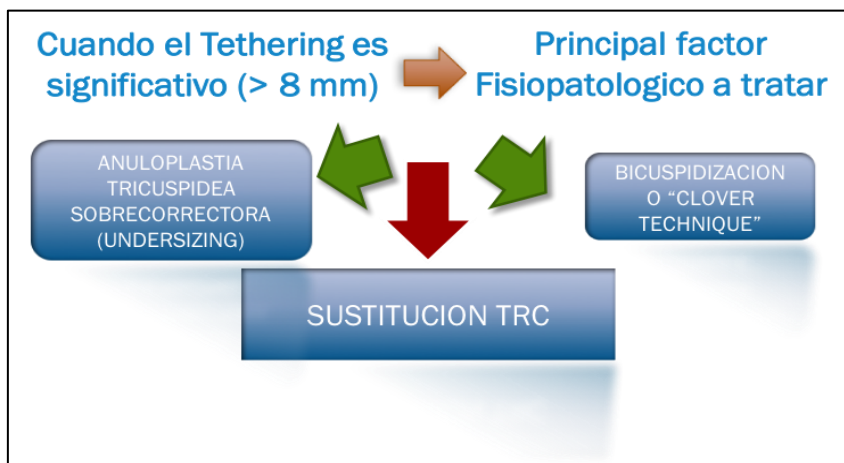 Cuando el Tethering es
significativo (> 8 mm)
Principal factor
Fisiopatologico a tratar
ANULOPLASTIA
TRICUSPIDEA
SOBRECORRECTORA
(UNDERSIZING)
BICUSPIDIZACION
O “CLOVER
TECHNIQUE”
SUSTITUCION TRC